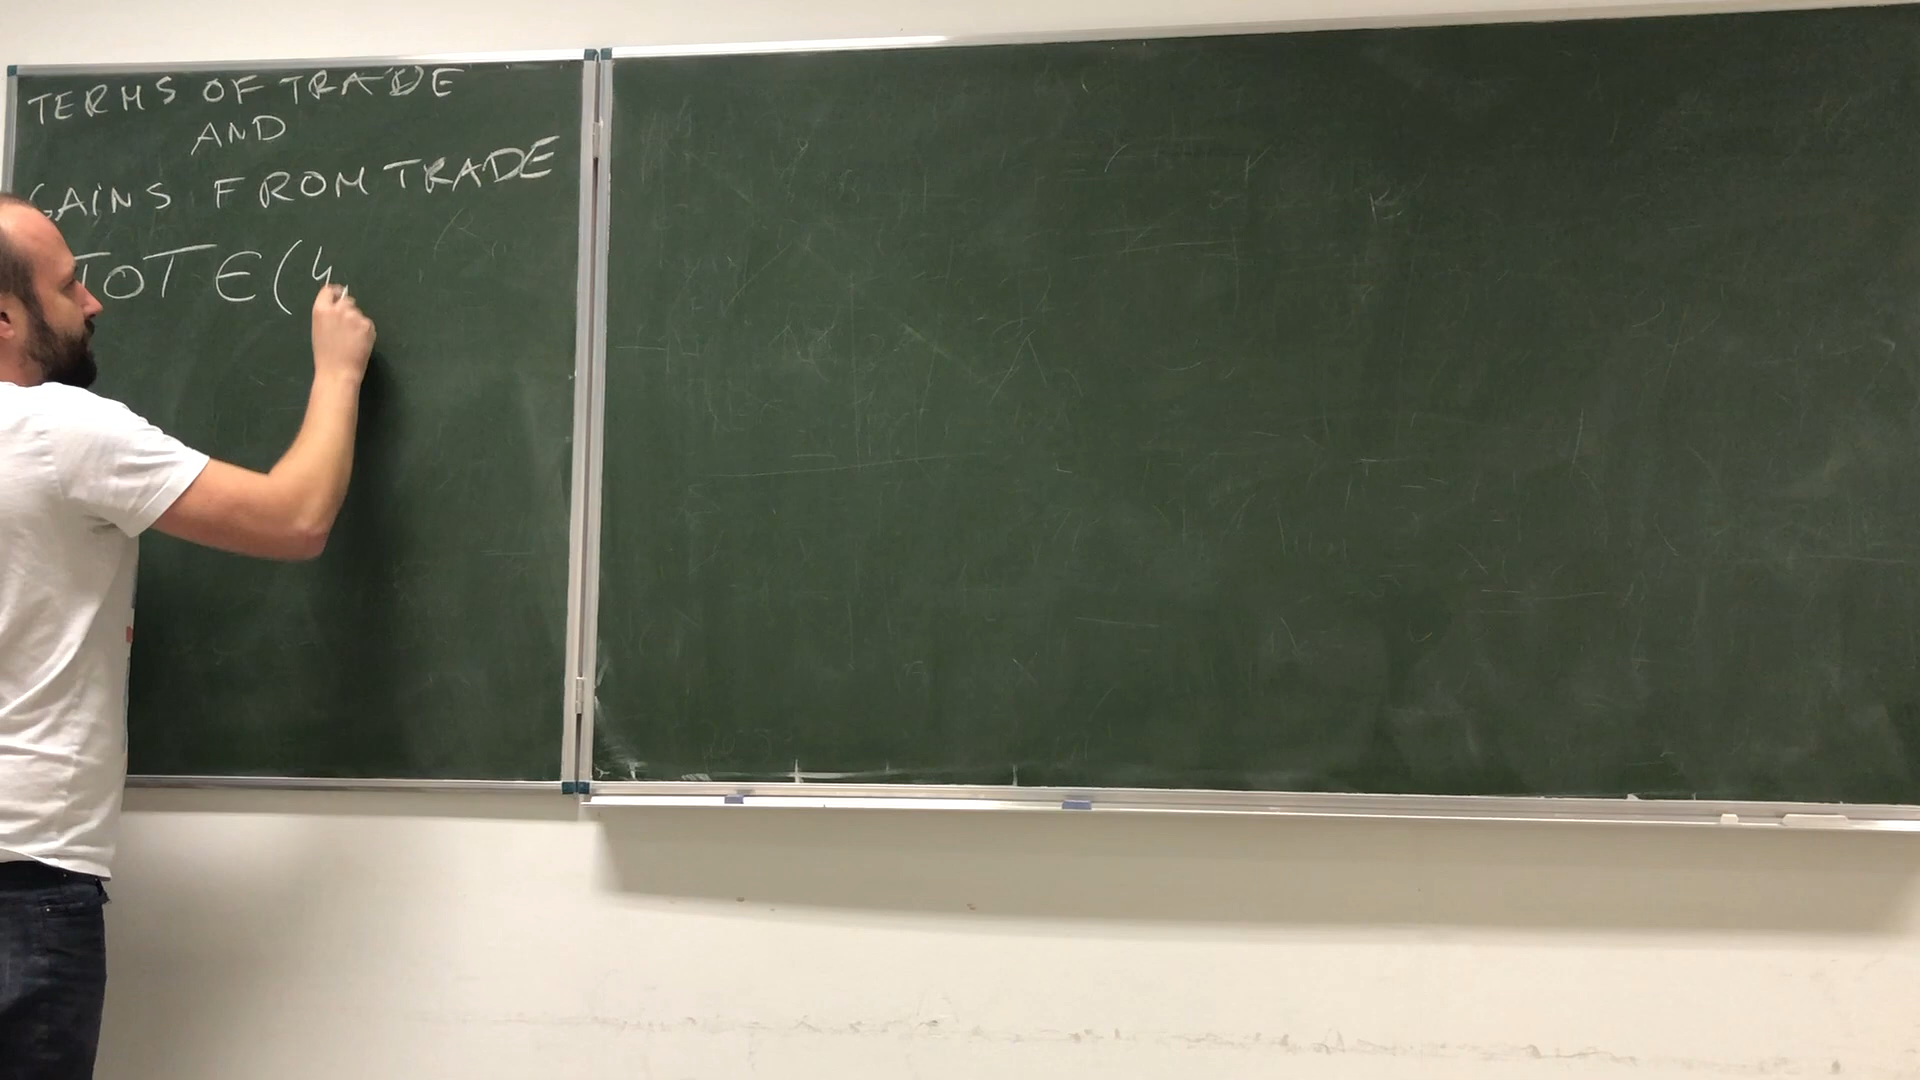 TERMS OF TRADE
AND
GAINS FROM TRADE
TOT ∈ (4